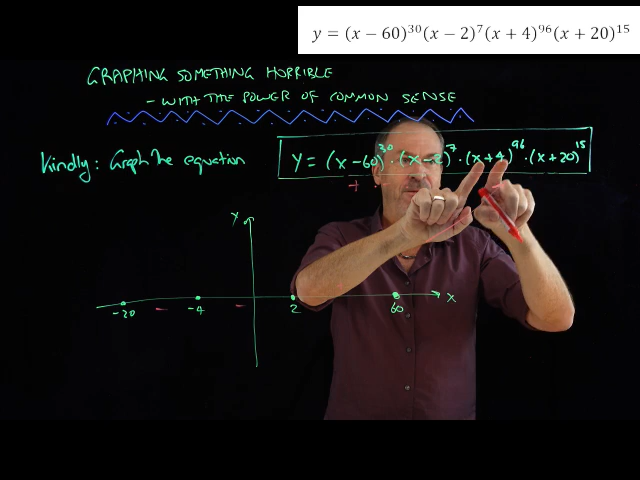 y = (x − 60)³⁰(x − 2)⁷(x + 4)⁹⁶(x + 20)¹⁵
GRAPHING SOMETHING HORRIBLE
- WITH THE POWER OF COMMON SENSE
Kindly: Graph the equation Y = (x-60)³⁰·(x-2)⁷·(x+4)⁹⁶·(x+20)¹⁵
+
Y
X
-20 - -4 - 2 60